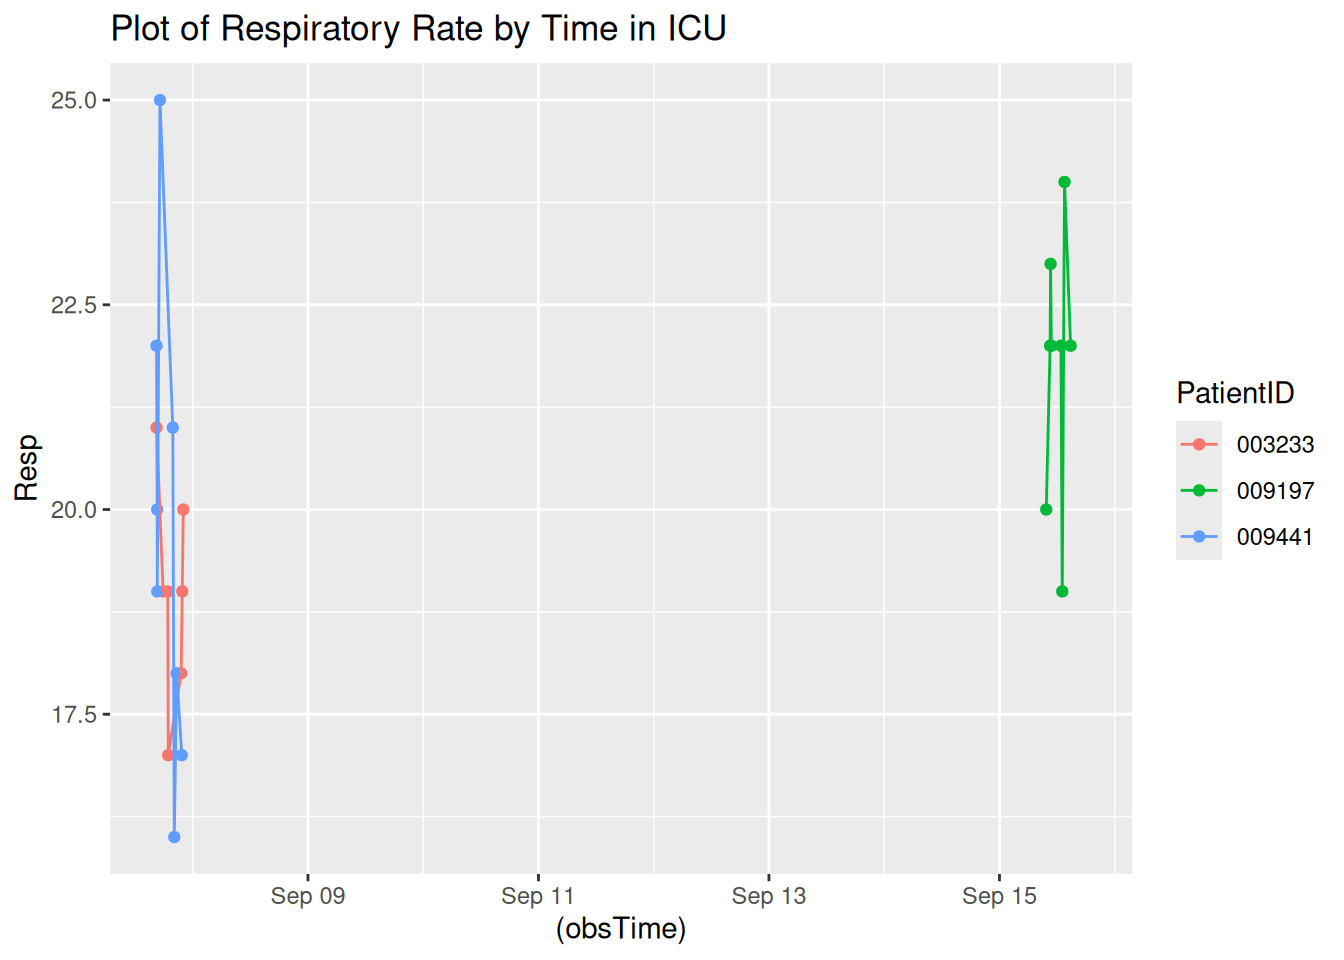 Plot of Respiratory Rate by Time in ICU
25.0
22.5
20.0
17.5
Resp
Sep 09
Sep 11
Sep 13
Sep 15
(obsTime)
PatientID
003233
009197
009441